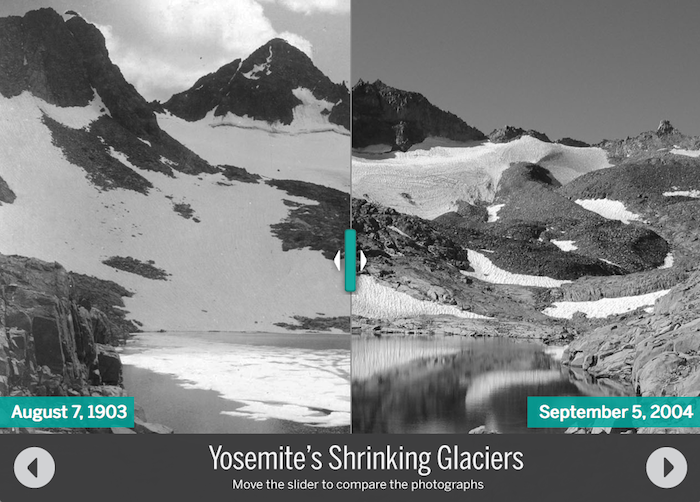 August 7, 1903
September 5, 2004
Yosemite's Shrinking Glaciers
Move the slider to compare the photographs